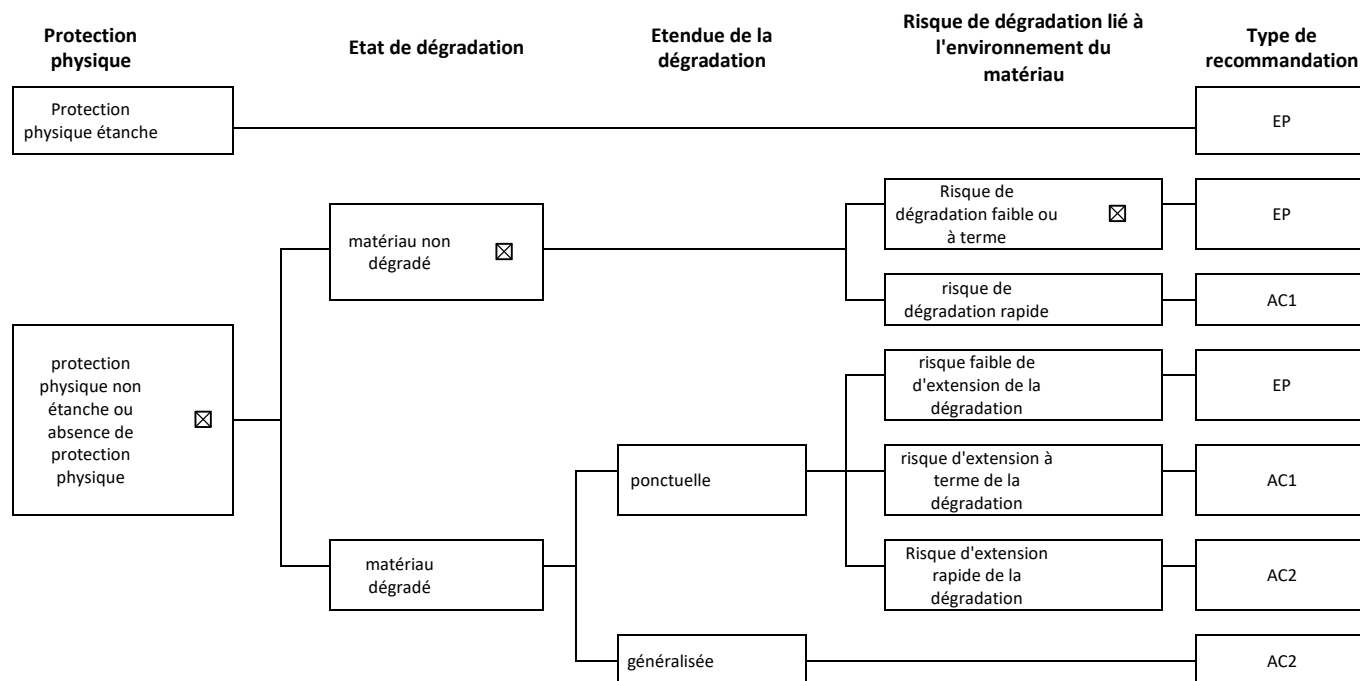 Protection
physique
Etat de dégradation
Etendue de la
dégradation
Risque de dégradation lié à
l'environnement du
matériau
Type de
recommandation
Protection
physique étanche
EP
protection
physique non
étanche ou
absence de
protection
physique
matériau non
dégradé
Risque de
dégradation faible ou
à terme
EP
risque de
dégradation rapide
AC1
matériau
dégradé
ponctuelle
risque faible de
d'extension de la
dégradation
EP
risque d'extension à
terme de la
dégradation
AC1
Risque d'extension
rapide de la
dégradation
AC2
généralisée
AC2